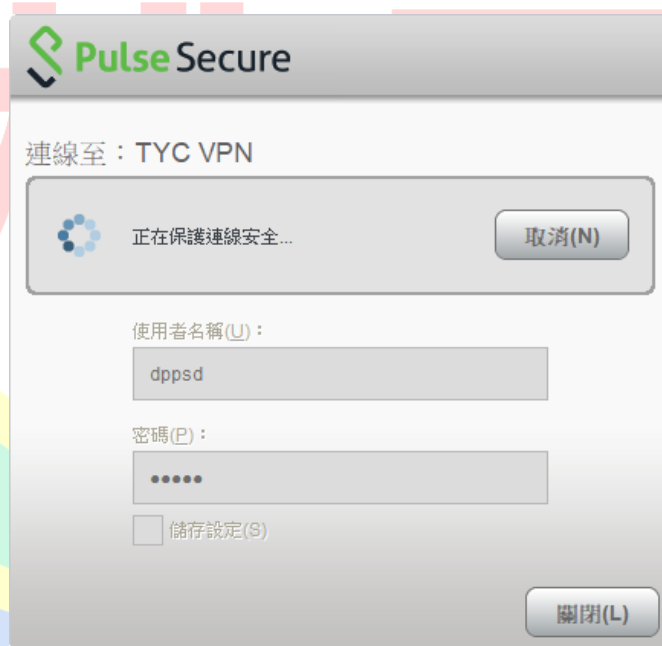 Pulse Secure
連線至：TYC VPN
正在保護連線安全...
取消(N)
使用者名稱(U)：
dppsd
密碼(P)：
•••••
儲存設定(S)
關閉(L)